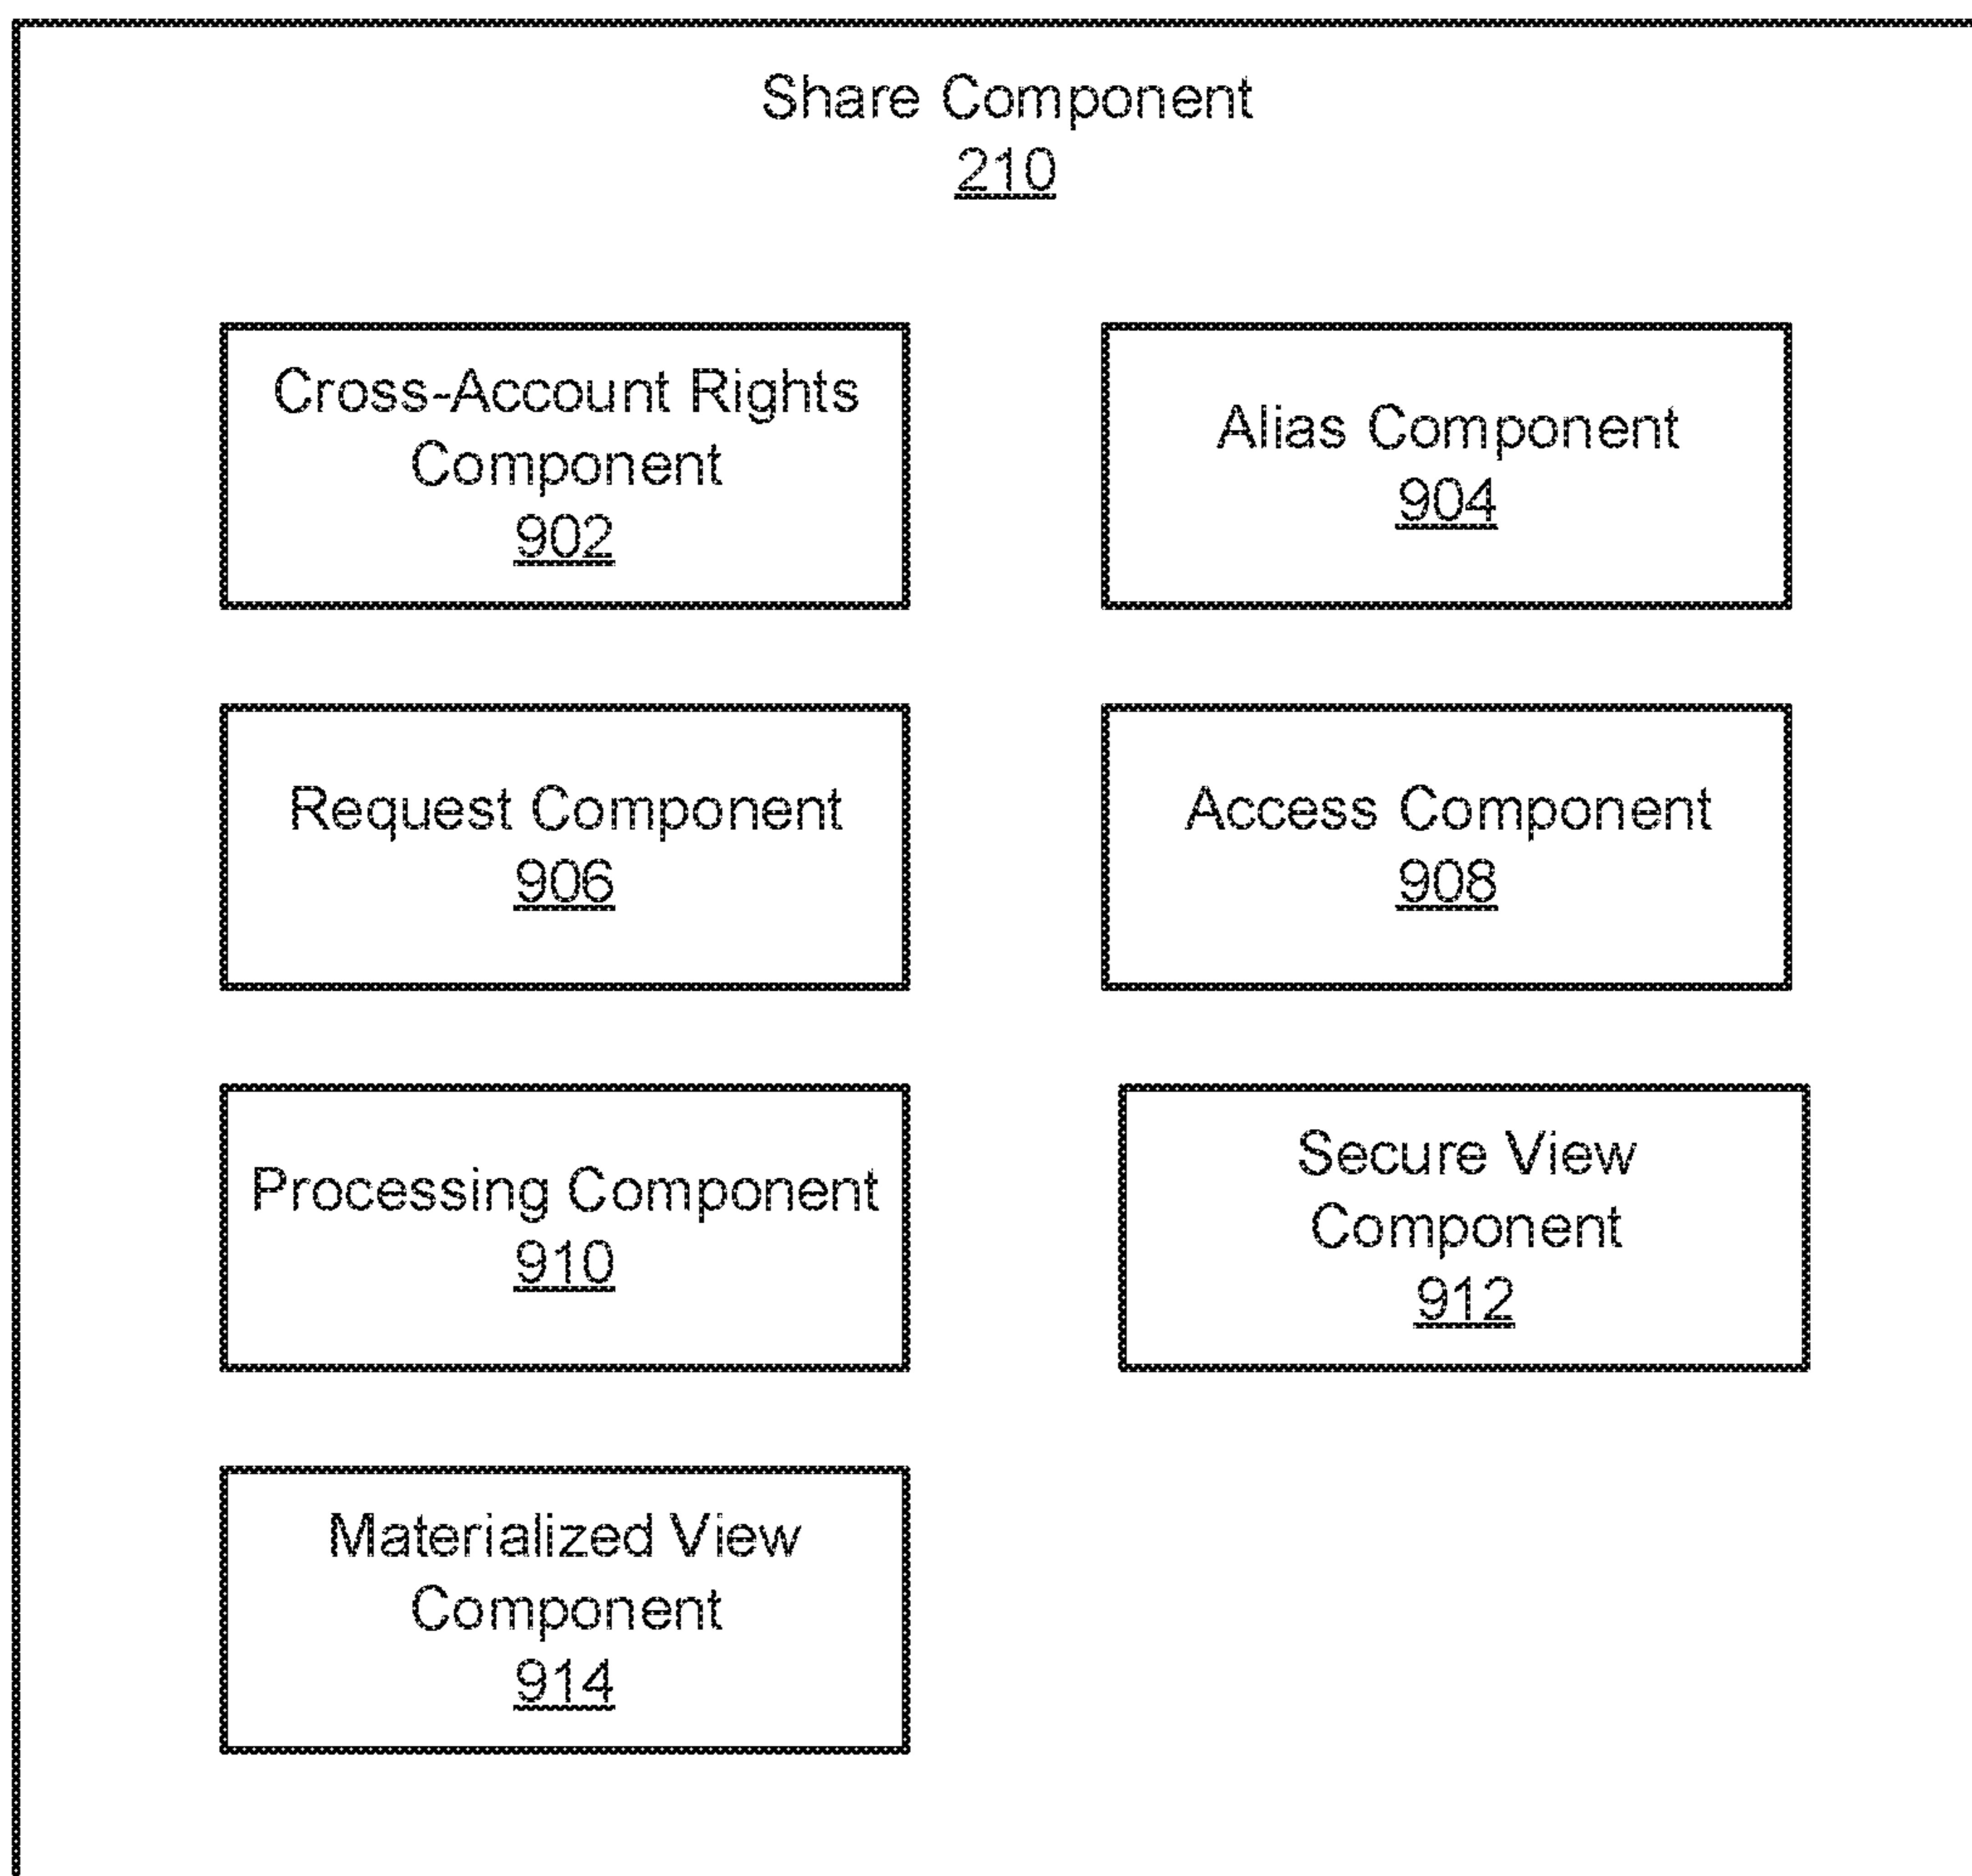 Share Component
210
Cross-Account Rights
Component
902
Alias Component
904
Request Component
906
Access Component
908
Processing Component
910
Secure View
Component
912
Materialized View
Component
914